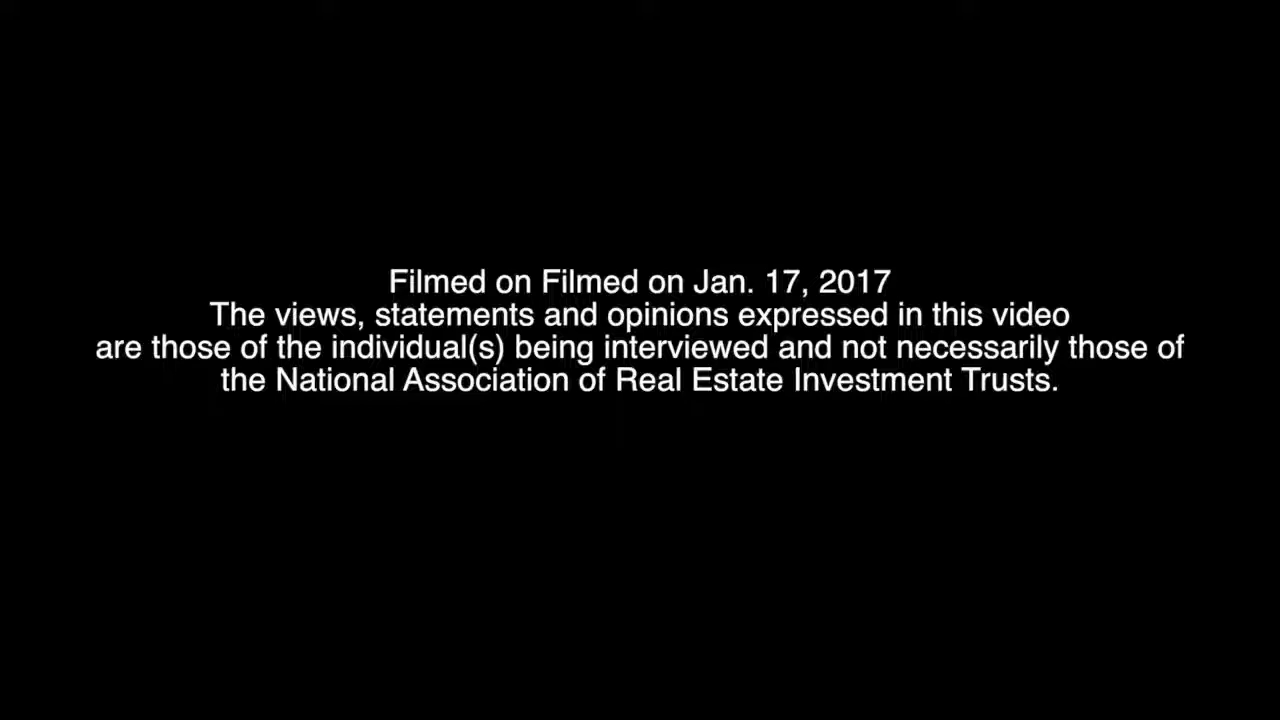 Filmed on Filmed on Jan. 17, 2017
The views, statements and opinions expressed in this video
are those of the individual(s) being interviewed and not necessarily those of
the National Association of Real Estate Investment Trusts.